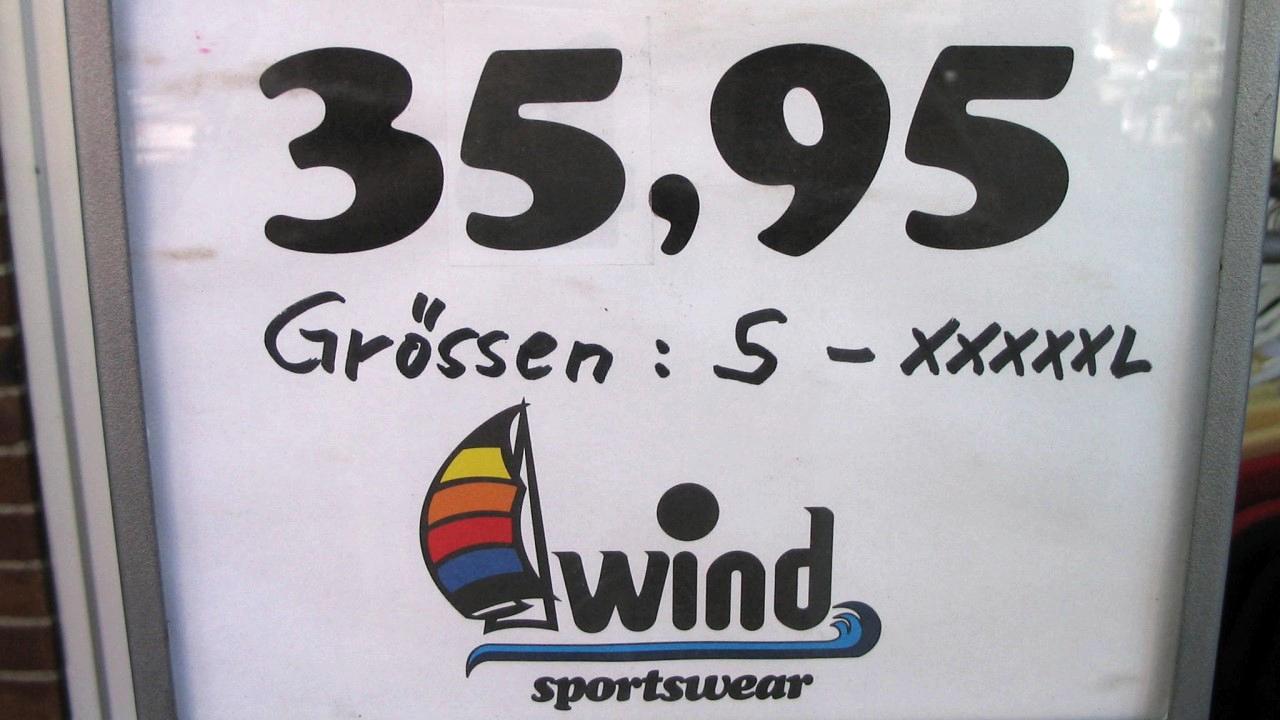 35,95
Grössen : S - XXXXXL
wind
sportswear